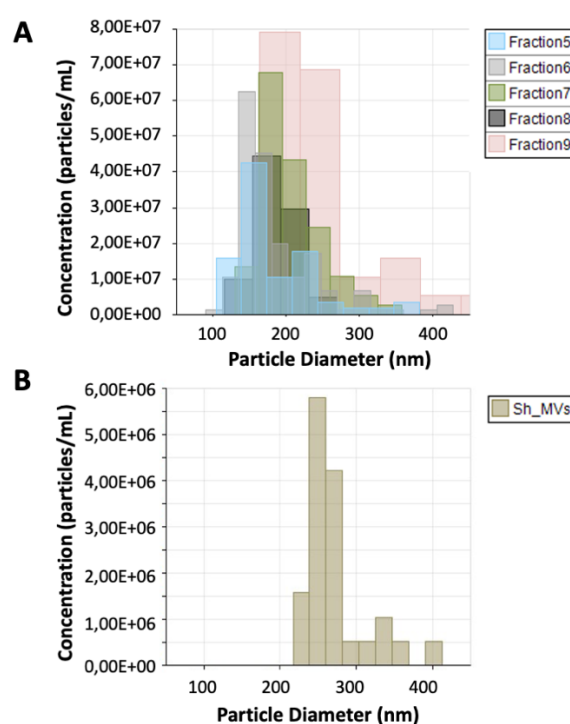 A
Concentration (particles/mL)
8,00E+07
7,00E+07
6,00E+07
5,00E+07
4,00E+07
3,00E+07
2,00E+07
1,00E+07
0,00E+00
100 200 300 400
Particle Diameter (nm)
Fraction5
Fraction6
Fraction7
Fraction8
Fraction9
B
Concentration (particles/mL)
6,00E+06
5,00E+06
4,00E+06
3,00E+06
2,00E+06
1,00E+06
0,00E+00
100 200 300 400
Particle Diameter (nm)
Sh_MVs